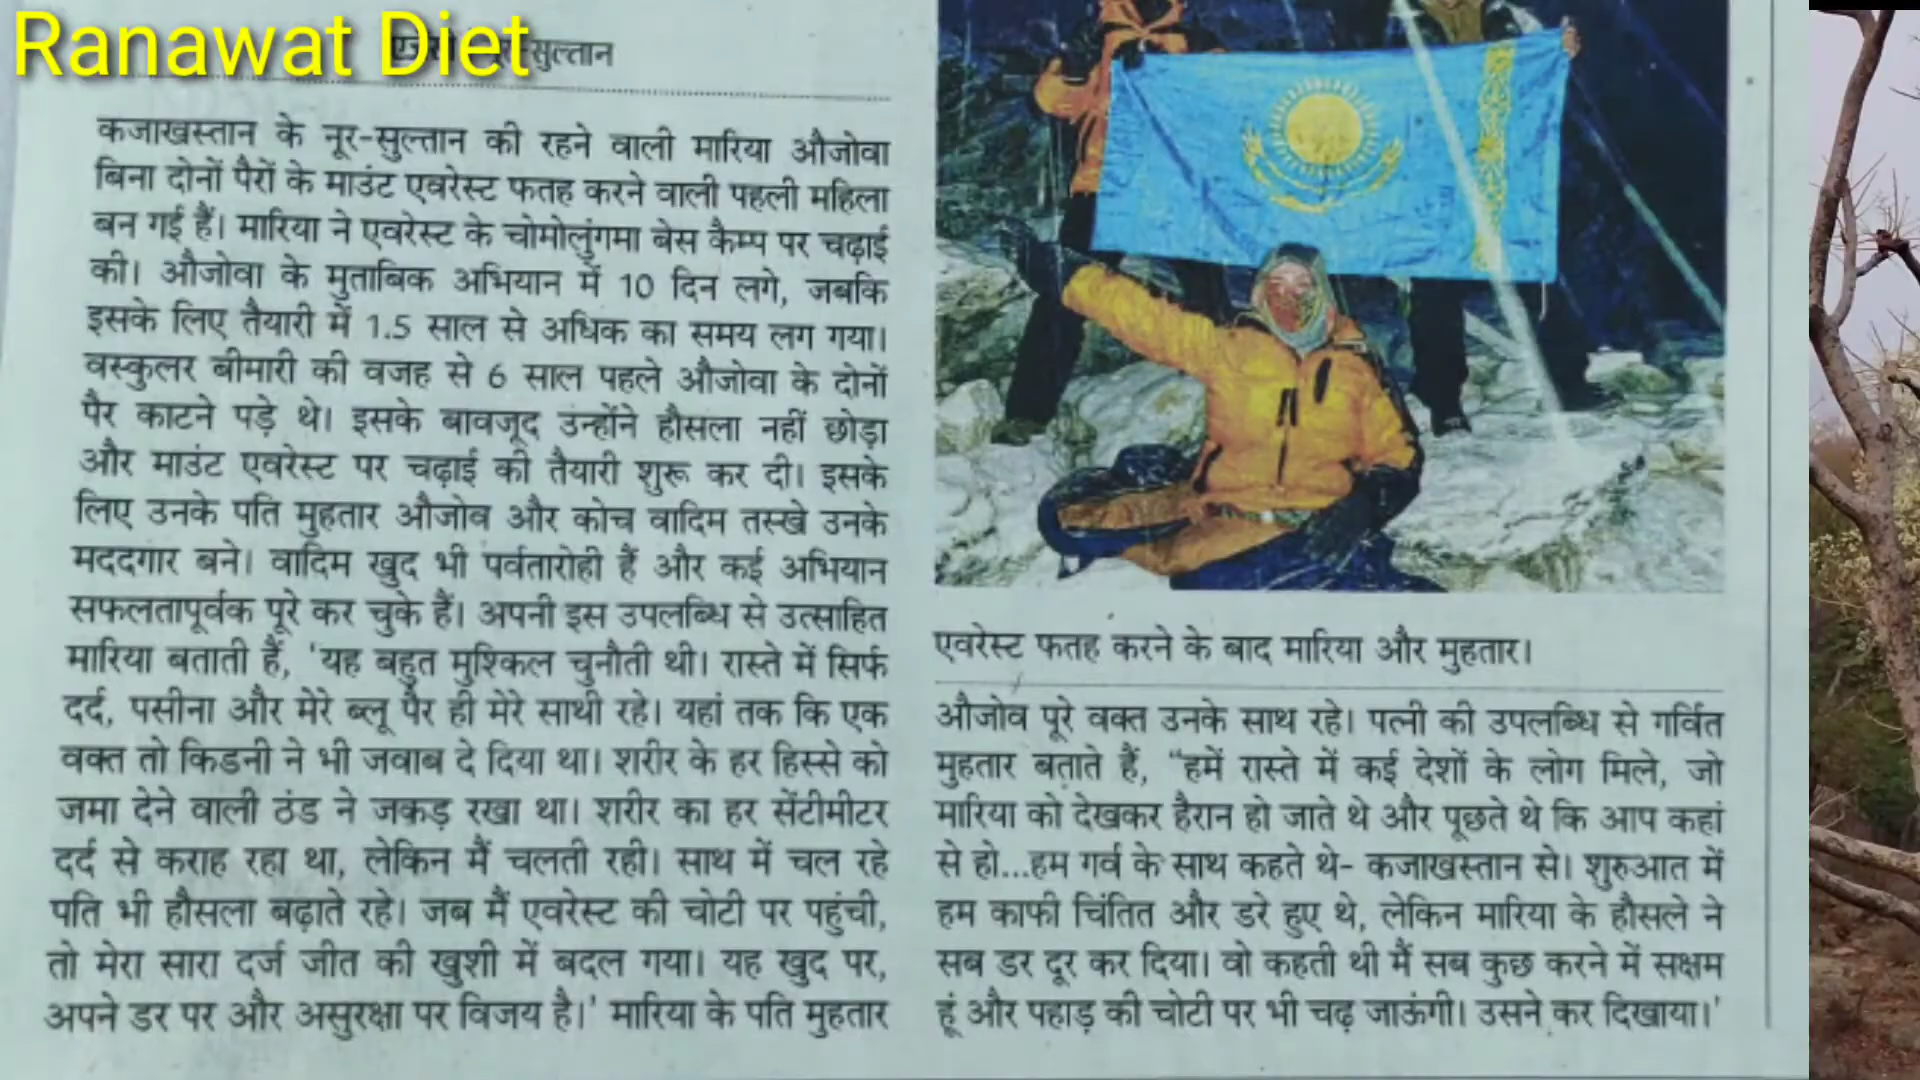 Ranawat Diet
सुल्तान
कजाखस्तान के नूर-सुल्तान की रहने वाली मारिया औजोवा
बिना दोनों पैरों के माउंट एवरेस्ट फतह करने वाली पहली महिला
बन गई हैं। मारिया ने एवरेस्ट के चोमोलुंगमा बेस कैम्प पर चढ़ाई
की। औजोवा के मुताबिक अभियान में 10 दिन लगे, जबकि
इसके लिए तैयारी में 1.5 साल से अधिक का समय लग गया।
वस्कुलर बीमारी की वजह से 6 साल पहले औजोवा के दोनों
पैर काटने पड़े थे। इसके बावजूद उन्होंने हौसला नहीं छोड़ा
और माउंट एवरेस्ट पर चढ़ाई की तैयारी शुरू कर दी। इसके
लिए उनके पति मुहतार औजोव और कोच वादिम तस्खे उनके
मददगार बने। वादिम खुद भी पर्वतारोही हैं और कई अभियान
सफलतापूर्वक पूरे कर चुके हैं। अपनी इस उपलब्धि से उत्साहित
मारिया बताती हैं, 'यह बहुत मुश्किल चुनौती थी। रास्ते में सिर्फ
दर्द, पसीना और मेरे ब्लू पैर ही मेरे साथी रहे। यहां तक कि एक
वक्त तो किडनी ने भी जवाब दे दिया था। शरीर के हर हिस्से को
जमा देने वाली ठंड ने जकड़ रखा था। शरीर का हर सेंटीमीटर
दर्द से कराह रहा था, लेकिन मैं चलती रही। साथ में चल रहे
पति भी हौसला बढ़ाते रहे। जब मैं एवरेस्ट की चोटी पर पहुंची,
तो मेरा सारा दर्ज जीत की खुशी में बदल गया। यह खुद पर,
अपने डर पर और असुरक्षा पर विजय है।' मारिया के पति मुहतार
एवरेस्ट फतह करने के बाद मारिया और मुहतार।
औजोव पूरे वक्त उनके साथ रहे। पत्नी की उपलब्धि से गर्वित
मुहतार बताते हैं, “हमें रास्ते में कई देशों के लोग मिले, जो
मारिया को देखकर हैरान हो जाते थे और पूछते थे कि आप कहां
से हो...हम गर्व के साथ कहते थे- कजाखस्तान से। शुरुआत में
हम काफी चिंतित और डरे हुए थे, लेकिन मारिया के हौसले ने
सब डर दूर कर दिया। वो कहती थी मैं सब कुछ करने में सक्षम
हूं और पहाड़ की चोटी पर भी चढ़ जाऊंगी। उसने कर दिखाया।'